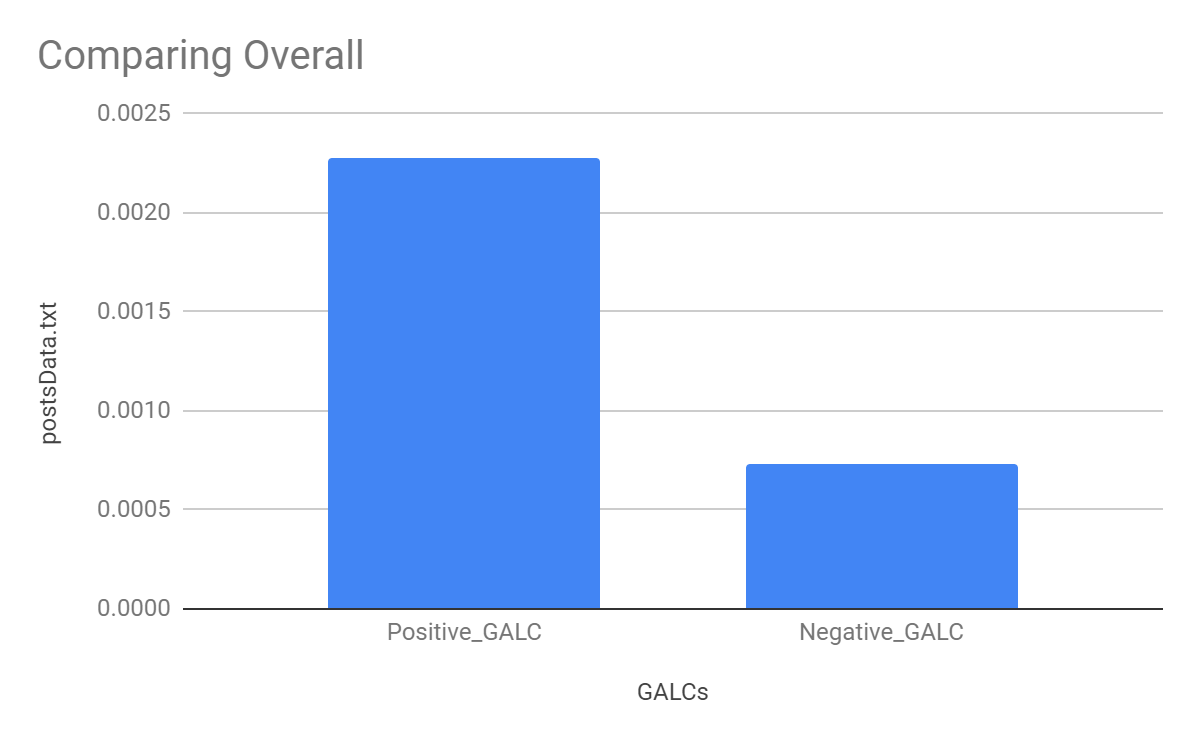 Comparing Overall
0.0025
0.0020
0.0015
0.0010
0.0005
0.0000
postsData.txt
Positive_GALC
Negative_GALC
GALCs